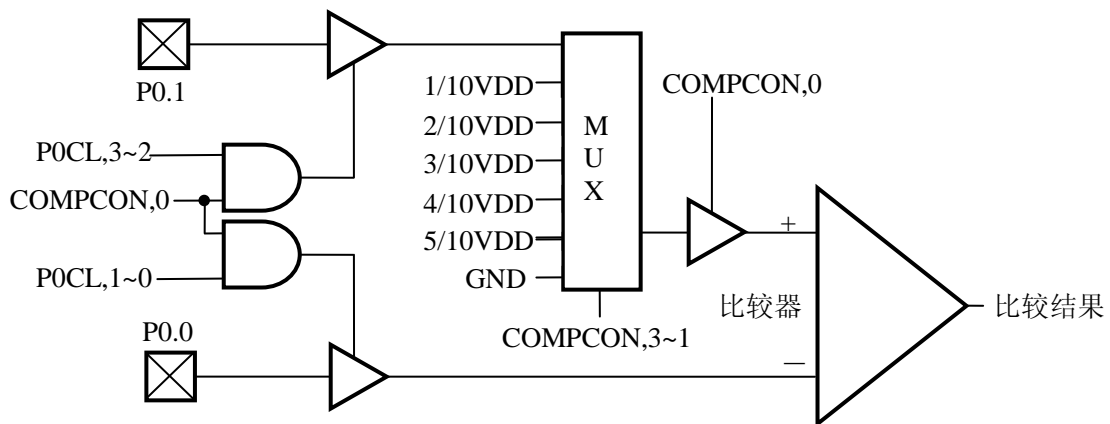 P0.1
1/10VDD
COMPCON,0
2/10VDD
M
U
X
P0CL,3~2
3/10VDD
COMPCON,0
4/10VDD
5/10VDD
+
P0CL,1~0
GND
比较器
比较结果
P0.0
COMPCON,3~1
—